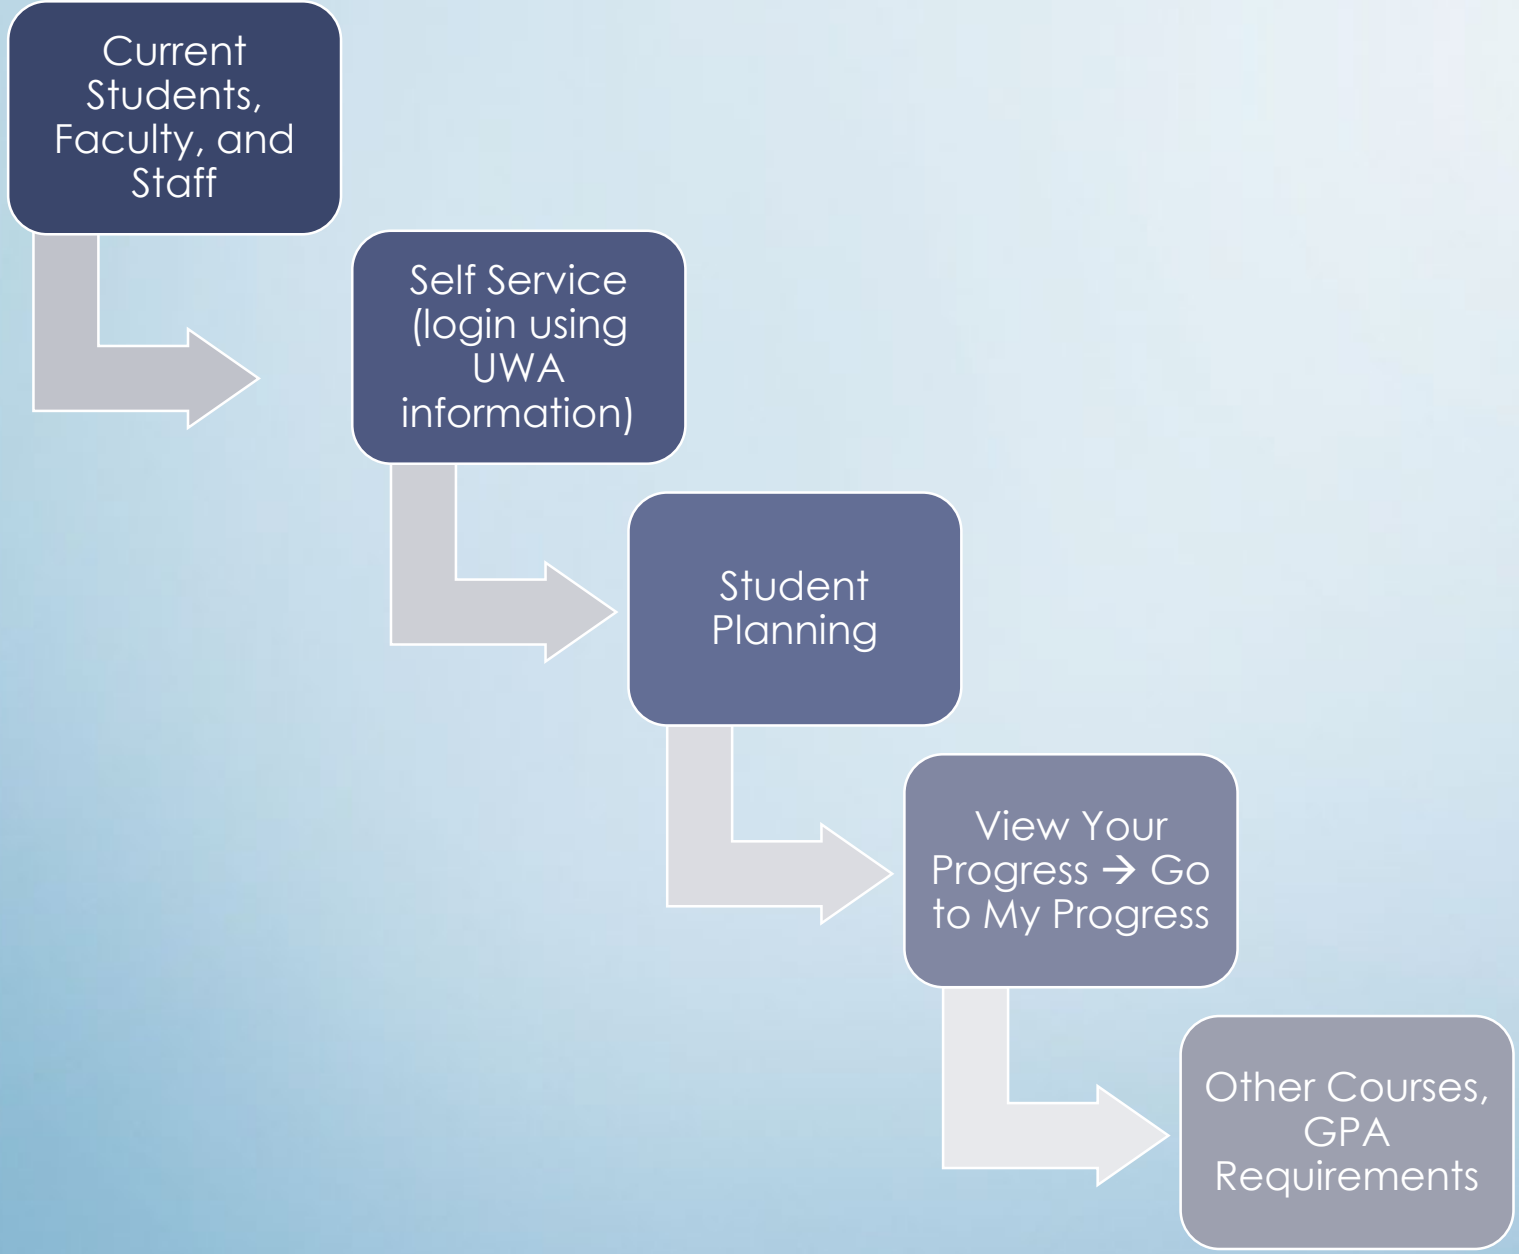 Current
Students,
Faculty, and
Staff
Self Service
(login using
UWA
information)
Student
Planning
View Your
Progress → Go
to My Progress
Other Courses,
GPA
Requirements